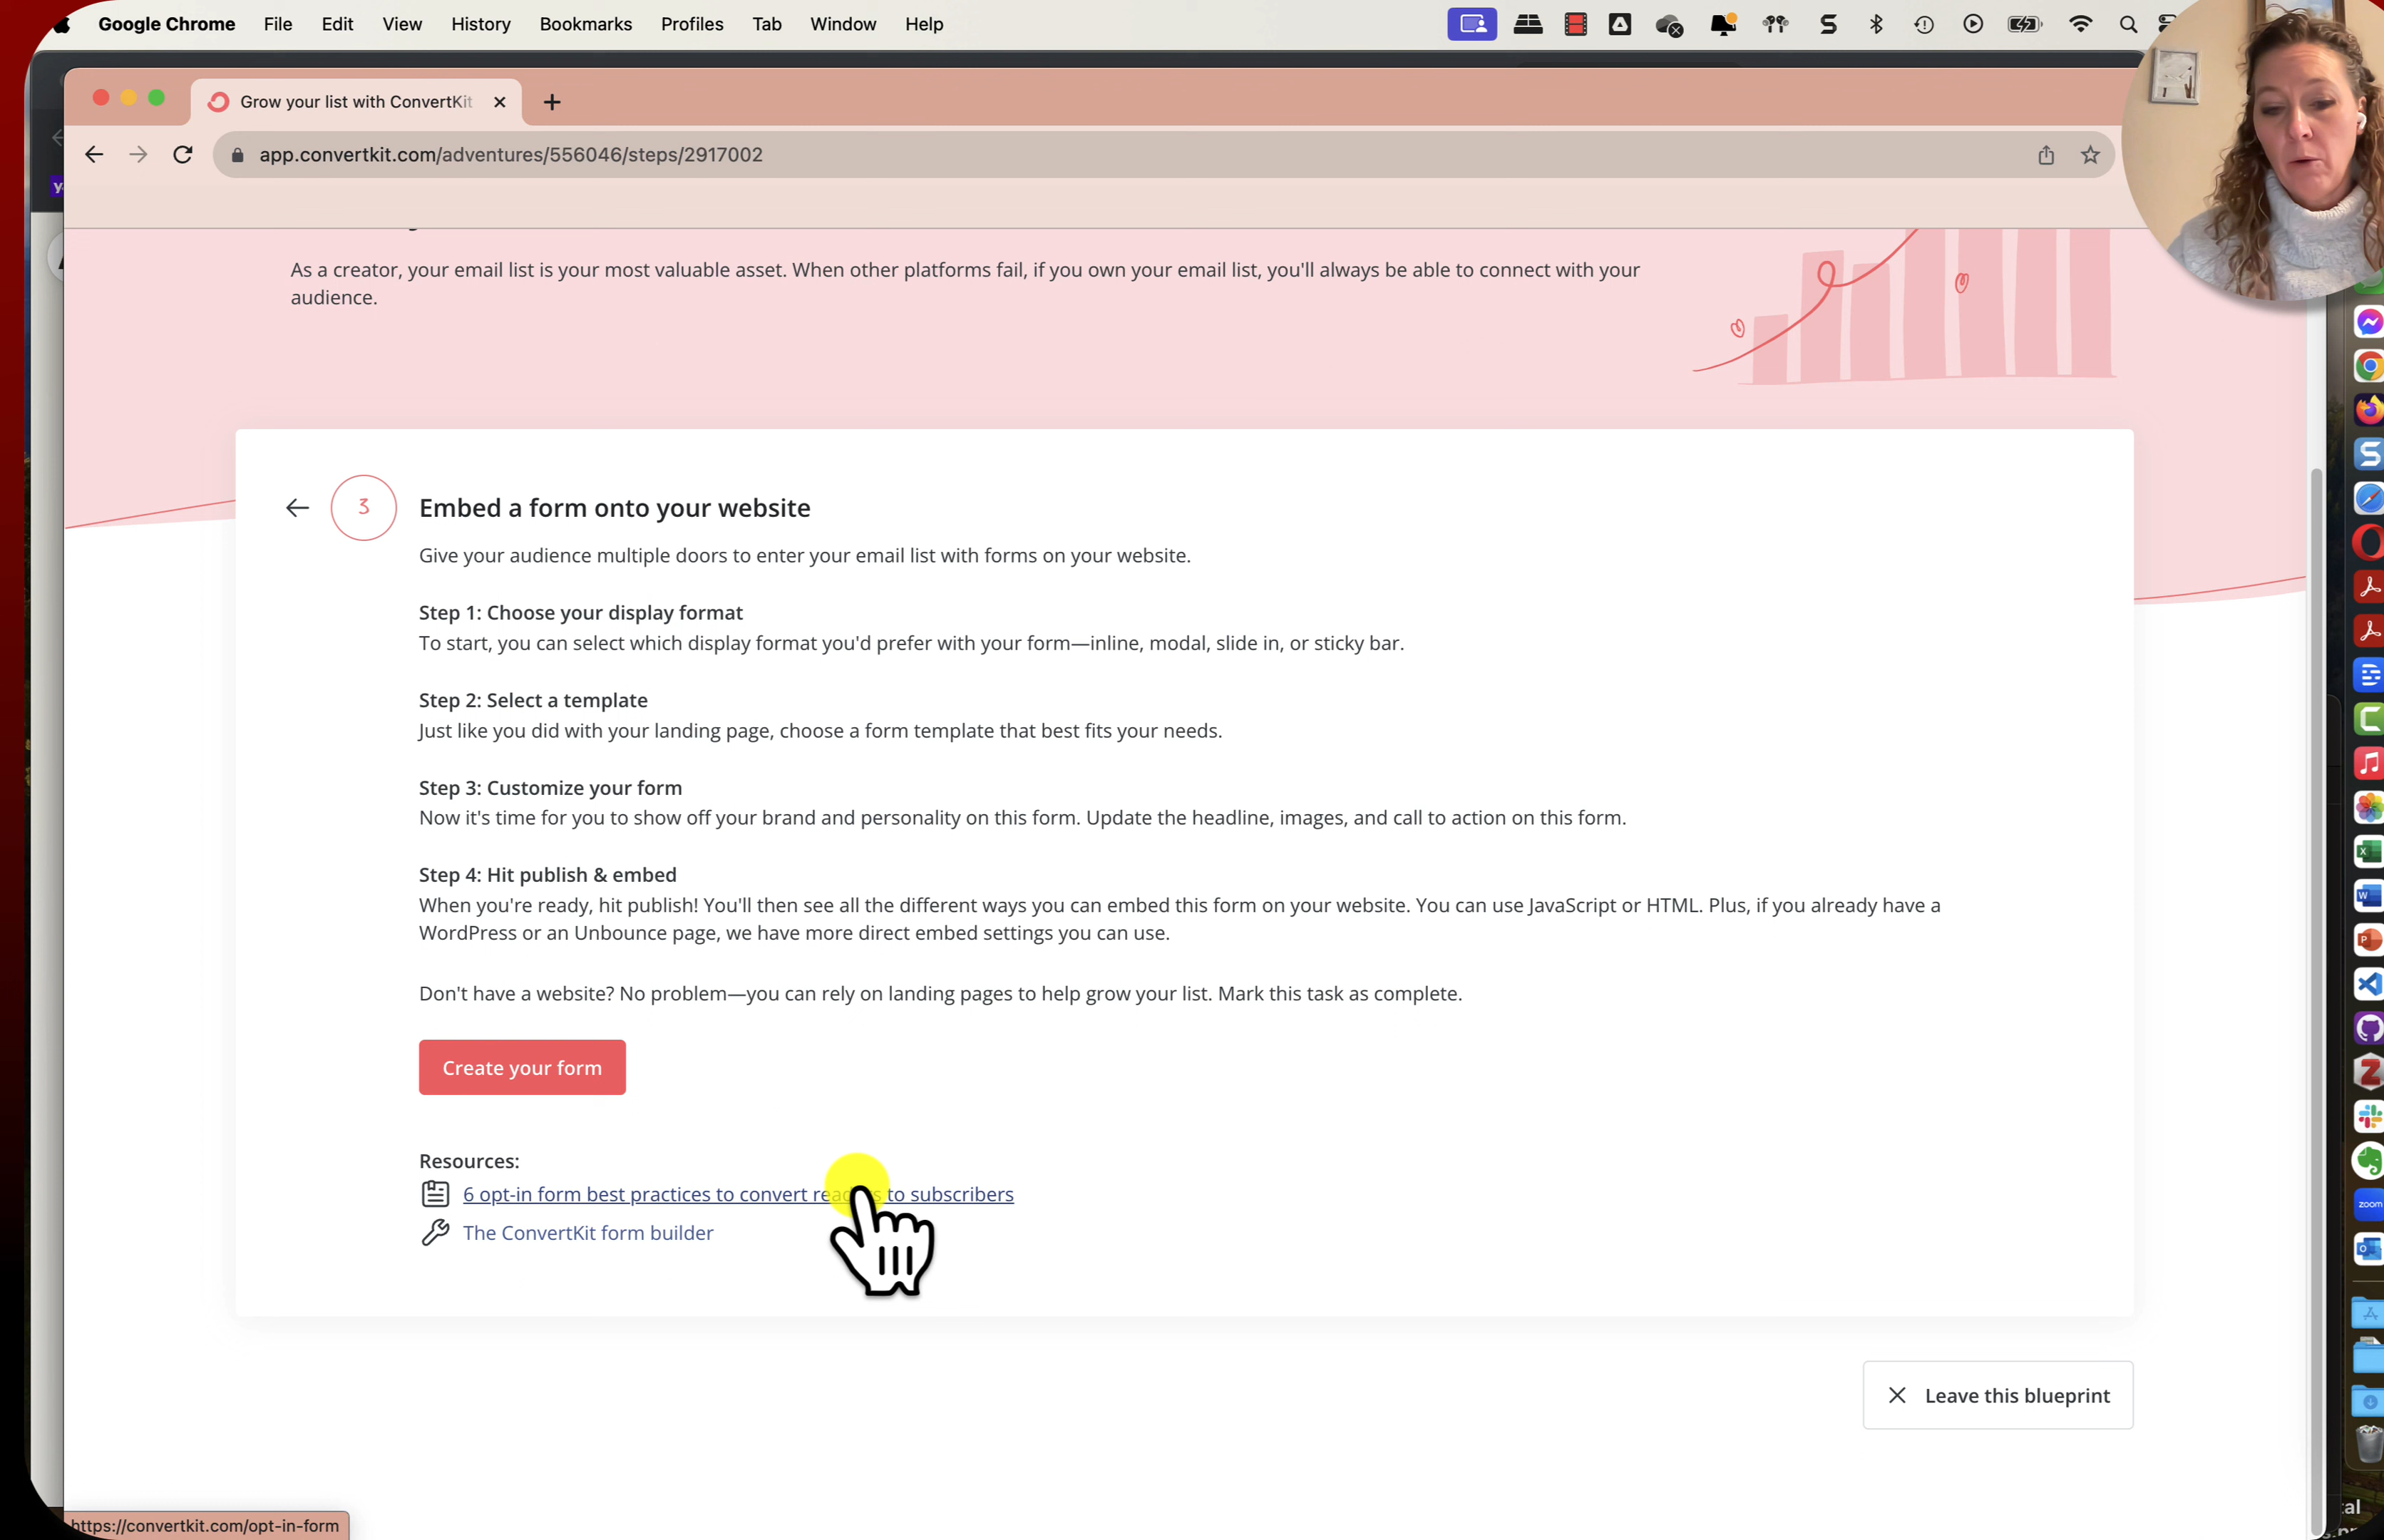 Google Chrome File Edit View History Bookmarks Profiles Tab Window Help
Grow your list with ConvertKit
app.convertkit.com/adventures/556046/steps/2917002
As a creator, your email list is your most valuable asset. When other platforms fail, if you own your email list, you'll always be able to connect with your
audience.
3 Embed a form onto your website
Give your audience multiple doors to enter your email list with forms on your website.
Step 1: Choose your display format
To start, you can select which display format you'd prefer with your form—inline, modal, slide in, or sticky bar.
Step 2: Select a template
Just like you did with your landing page, choose a form template that best fits your needs.
Step 3: Customize your form
Now it's time for you to show off your brand and personality on this form. Update the headline, images, and call to action on this form.
Step 4: Hit publish & embed
When you're ready, hit publish! You'll then see all the different ways you can embed this form on your website. You can use JavaScript or HTML. Plus, if you already have a
WordPress or an Unbounce page, we have more direct embed settings you can use.
Don't have a website? No problem—you can rely on landing pages to help grow your list. Mark this task as complete.
Create your form
Resources:
6 opt-in form best practices to convert readers to subscribers
The ConvertKit form builder
zoom
Leave this blueprint
https://convertkit.com/opt-in-form